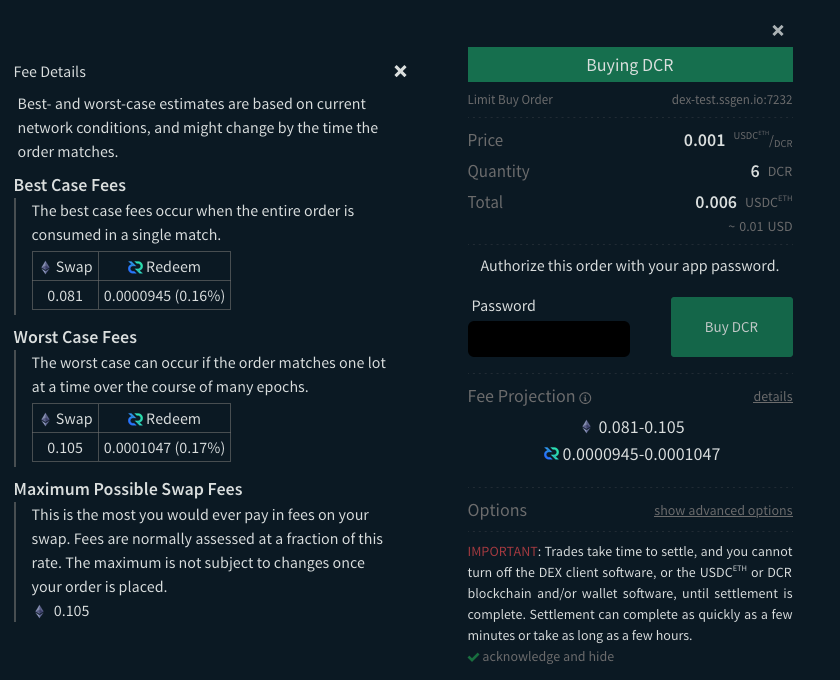 Fee Details
Best- and worst-case estimates are based on current
network conditions, and might change by the time the
order matches.
Best Case Fees
The best case fees occur when the entire order is
consumed in a single match.
Swap Redeem
0.081 0.0000945 (0.16%)
Worst Case Fees
The worst case can occur if the order matches one lot
at a time over the course of many epochs.
Swap Redeem
0.105 0.0001047 (0.17%)
Maximum Possible Swap Fees
This is the most you would ever pay in fees on your
swap. Fees are normally assessed at a fraction of this
rate. The maximum is not subject to changes once
your order is placed.
0.105
Buying DCR
Limit Buy Order dex-test.ssgen.io:7232
Price 0.001 USDC^ETH/DCR
Quantity 6 DCR
Total 0.006 USDC^ETH
~ 0.01 USD
Authorize this order with your app password.
Password
Buy DCR
Fee Projection details
0.081-0.105
0.0000945-0.0001047
Options show advanced options
IMPORTANT: Trades take time to settle, and you cannot
turn off the DEX client software, or the USDC^ETH or DCR
blockchain and/or wallet software, until settlement is
complete. Settlement can complete as quickly as a few
minutes or take as long as a few hours.
acknowledge and hide